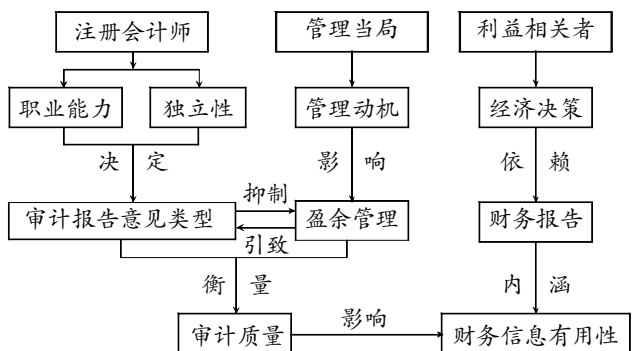 注册会计师
管理当局
利益相关者
职业能力
独立性
管理动机
经济决策
决定
影响
依赖
抑制
审计报告意见类型
盈余管理
财务报告
引致
衡量
内涵
影响
审计质量
财务信息有用性